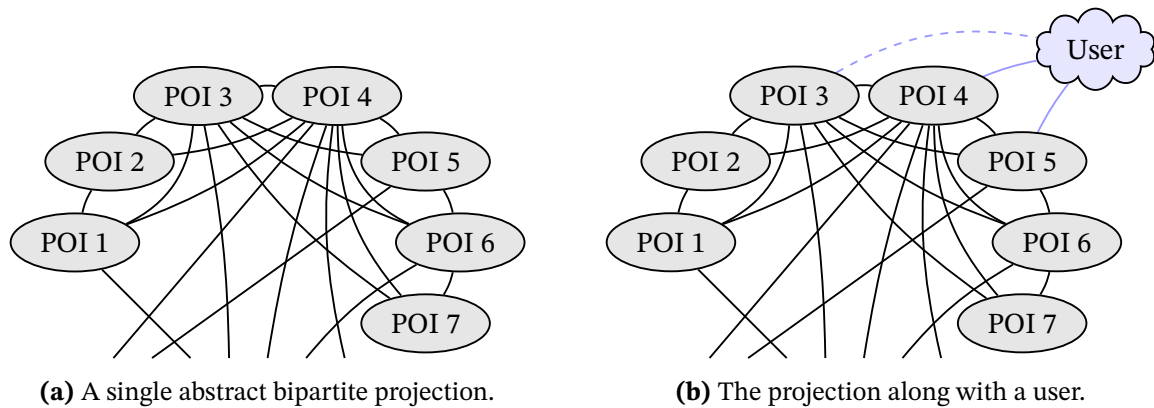 User
POI 3 POI 4 POI 3 POI 4
POI 2 POI 5 POI 2 POI 5
POI 1 POI 6 POI 1 POI 6
POI 7 POI 7
(a) A single abstract bipartite projection. (b) The projection along with a user.